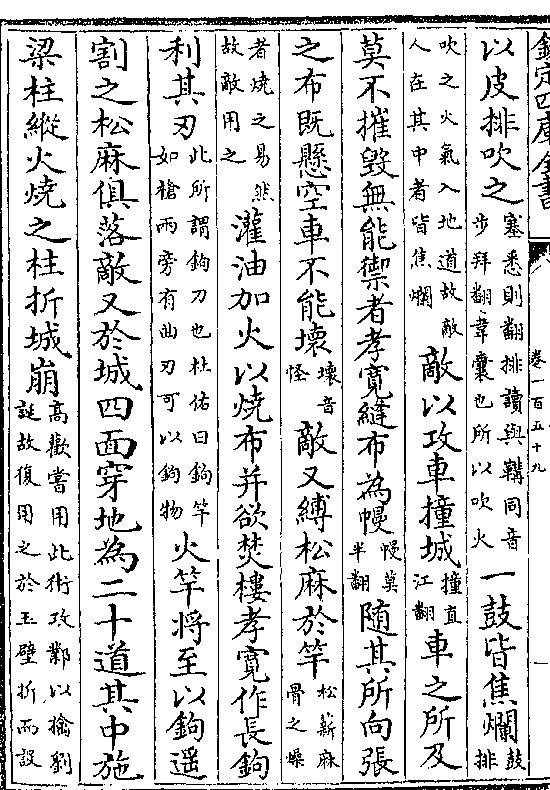 欽定四庫全書 卷一百五十九
以皮排吹之塞悉則翻排讀與鞴同音步拜翻韋囊也所以吹火一鼓皆焦爛鼓排
吹之火氣入地道故敵人在其中者皆焦爛敵以攻車撞城撞直江翻車之所及
莫不摧毁無能禦者孝寛縫布為幔幔莫半翻隨其所向張
之布既懸空車不能壞壞音怪敵又縛松麻於竿松薪麻骨之燥
者燒之易然故敵用之灌油加火以燒布并欲焚樓孝寛作長鉤
利其刃此所謂鉤刀也杜佑曰鉤竿如槍兩旁有曲刃可以鉤物火竿將至以鉤遥
割之松麻俱落敵又於城四面穿地為二十道其中施
梁柱縱火燒之柱折城崩高歡嘗用此術攻鄴以擒劉誕故復用之於玉壁折而設